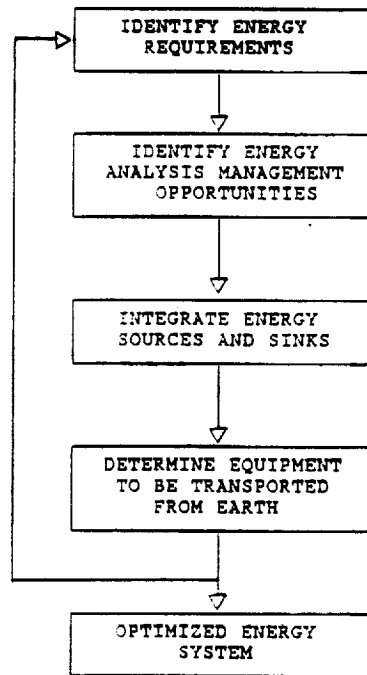 IDENTIFY ENERGY
REQUIREMENTS
IDENTIFY ENERGY
ANALYSIS MANAGEMENT
OPPORTUNITIES
INTEGRATE ENERGY
SOURCES AND SINKS
DETERMINE EQUIPMENT
TO BE TRANSPORTED
FROM EARTH
OPTIMIZED ENERGY
SYSTEM